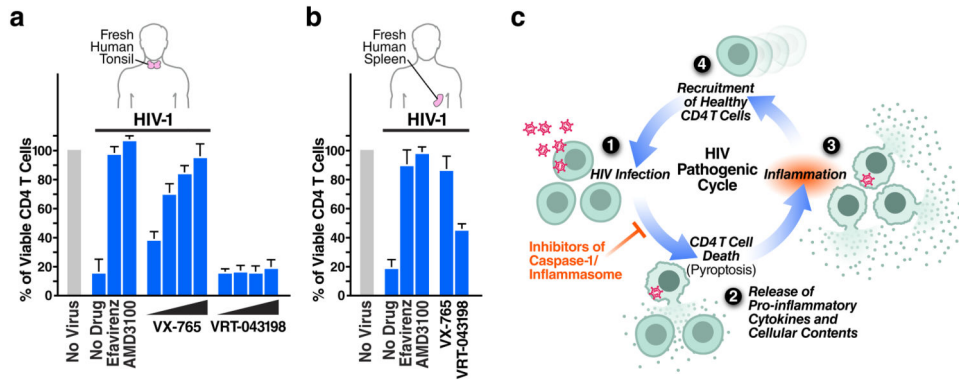 a
Fresh
Human
Tonsil
HIV-1
% of Viable CD4 T Cells
100
80
60
40
20
0
No Virus
No Drug
Efavirenz
AMD3100
VX-765
VRT-043198
b
Fresh
Human
Spleen
HIV-1
% of Viable CD4 T Cells
100
80
60
40
20
0
No Virus
No Drug
Efavirenz
AMD3100
VX-765
VRT-043198
c
4
Recruitment
of Healthy
CD4 T Cells
1
HIV Infection
HIV
Pathogenic
Cycle
3
Inflammation
Inhibitors of
Caspase-1/
Inflammasome
CD4 T Cell
Death
(Pyroptosis)
2
Release of
Pro-inflammatory
Cytokines and
Cellular Contents